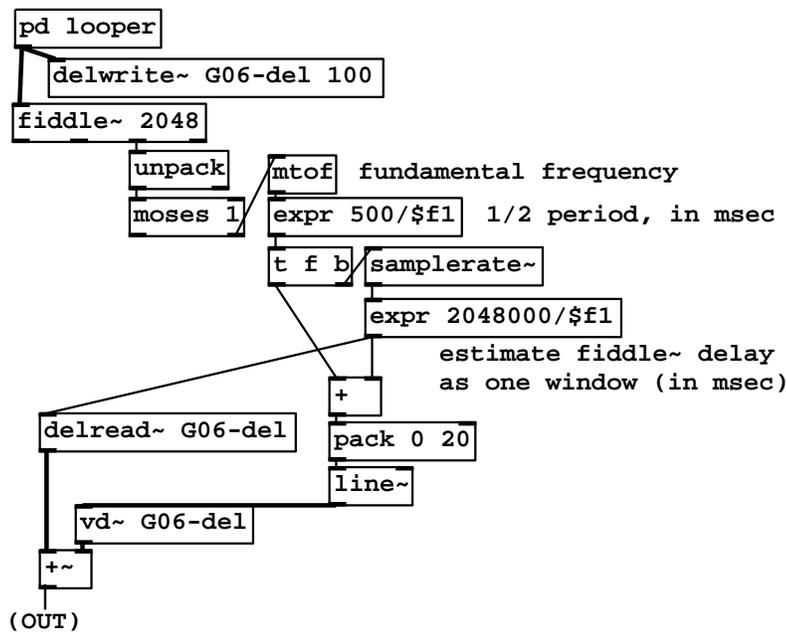 pd looper
delwrite~ G06-del 100
fiddle~ 2048
unpack
mtof
fundamental frequency
moses 1
expr 500/$f1
1/2 period, in msec
t f b
samplerate~
expr 2048000/$f1
estimate fiddle~ delay
as one window (in msec)
+
delread~ G06-del
pack 0 20
line~
vd~ G06-del
+~
(OUT)